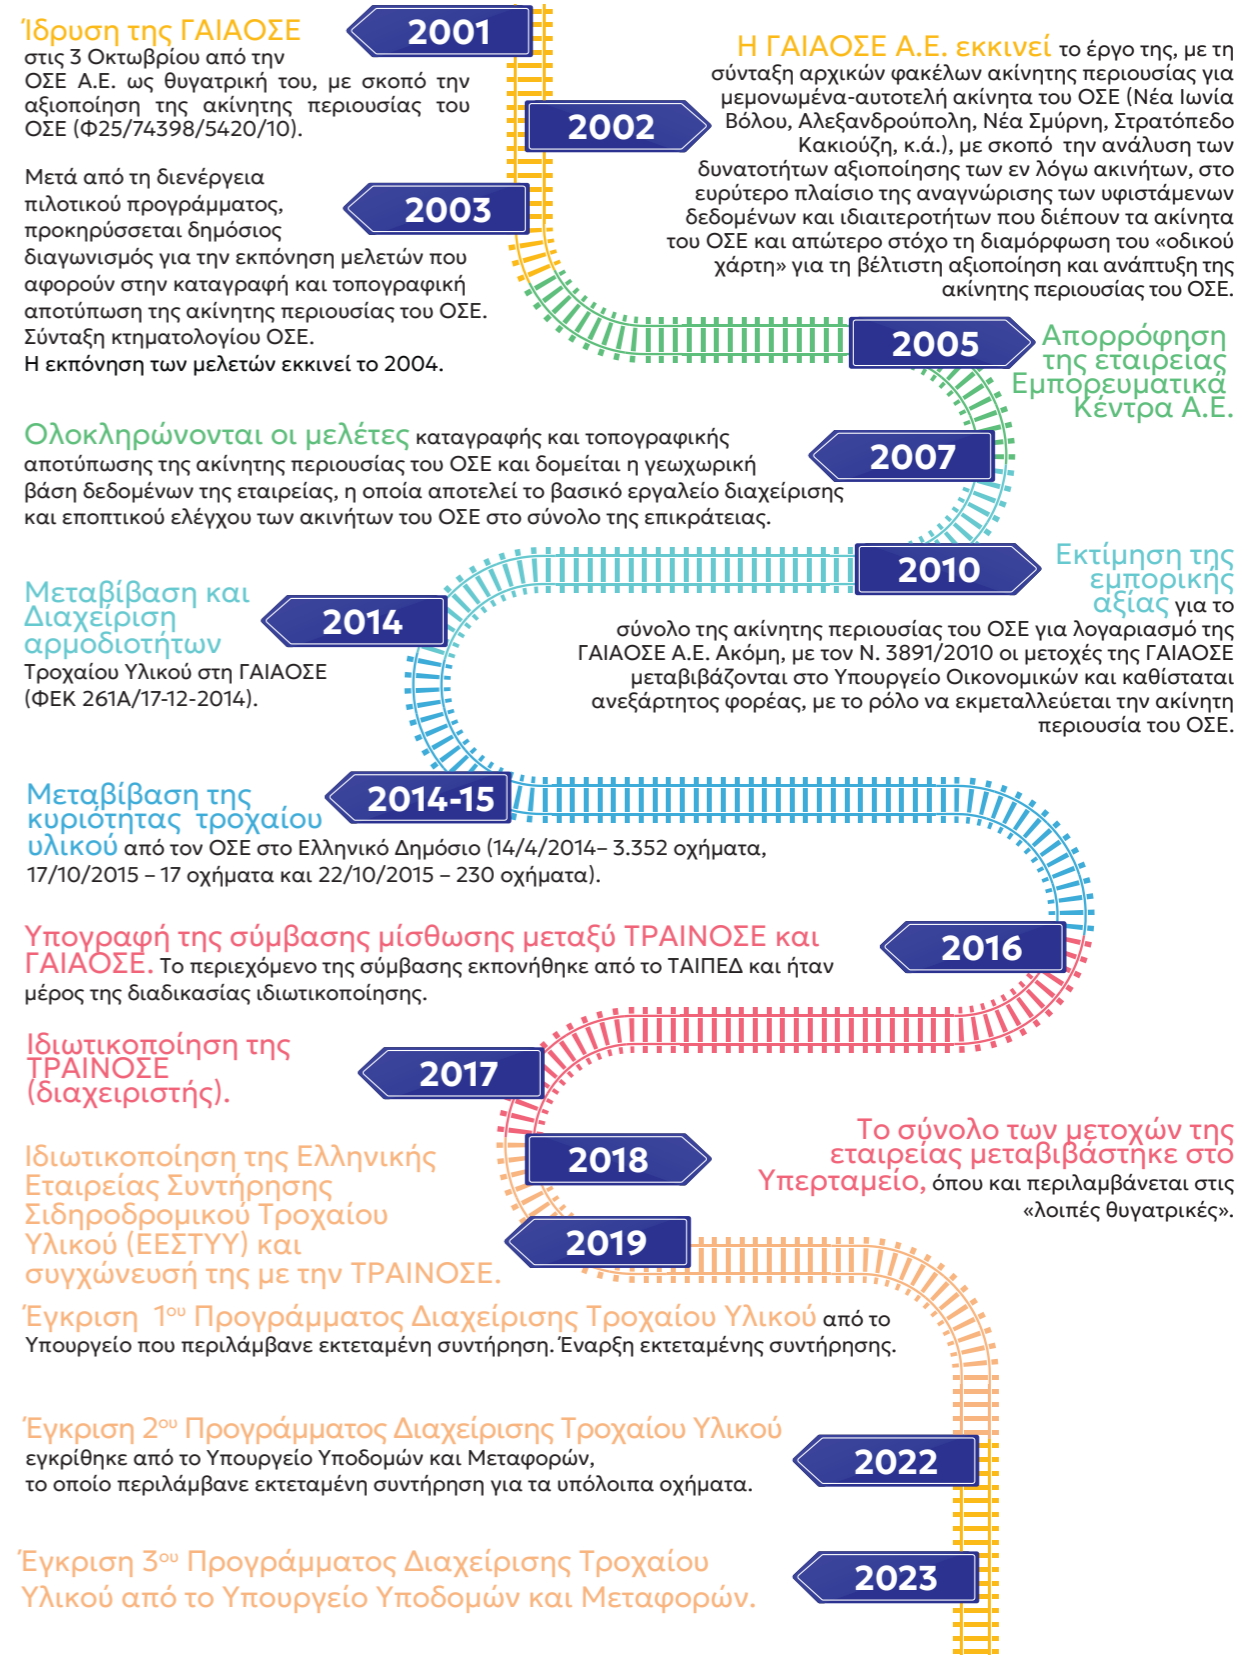 2001
Ίδρυση της ΓΑΙΑΟΣΕ
στις 3 Οκτωβρίου από την
ΟΣΕ Α.Ε. ως θυγατρική του, με σκοπό την
αξιοποίηση της ακίνητης περιουσίας του
ΟΣΕ (Φ25/74398/5420/10).
2002
Η ΓΑΙΑΟΣΕ Α.Ε. εκκινεί το έργο της, με τη
σύνταξη αρχικών φακέλων ακίνητης περιουσίας για
μεμονωμένα-αυτοτελή ακίνητα του ΟΣΕ (Νέα Ιωνία
Βόλου, Αλεξανδρούπολη, Νέα Σμύρνη, Στρατόπεδο
Κακιούζη, κ.ά.), με σκοπό την ανάλυση των
δυνατοτήτων αξιοποίησης των εν λόγω ακινήτων, στο
ευρύτερο πλαίσιο της αναγνώρισης των υφιστάμενων
δεδομένων και ιδιαιτεροτήτων που διέπουν τα ακίνητα
του ΟΣΕ και απώτερο στόχο τη διαμόρφωση του «οδικού
χάρτη» για τη βέλτιστη αξιοποίηση και ανάπτυξη της
ακίνητης περιουσίας του ΟΣΕ.
2003
Μετά από τη διενέργεια
πιλοτικού προγράμματος,
προκηρύσσεται δημόσιος
διαγωνισμός για την εκπόνηση μελετών που
αφορούν στην καταγραφή και τοπογραφική
αποτύπωση της ακίνητης περιουσίας του ΟΣΕ.
Σύνταξη κτηματολογίου ΟΣΕ.
Η εκπόνηση των μελετών εκκινεί το 2004.
2005
Απορρόφηση
της εταιρείας
Εμπορευματικά
Κέντρα Α.Ε.
2007
Ολοκληρώνονται οι μελέτες καταγραφής και τοπογραφικής
αποτύπωσης της ακίνητης περιουσίας του ΟΣΕ και δομείται η γεωχωρική
βάση δεδομένων της εταιρείας, η οποία αποτελεί το βασικό εργαλείο διαχείρισης
και εποπτικού ελέγχου των ακινήτων του ΟΣΕ στο σύνολο της επικράτειας.
2010
Εκτίμηση της
εμπορικής
αξίας για το
σύνολο της ακίνητης περιουσίας του ΟΣΕ για λογαριασμό της
ΓΑΙΑΟΣΕ Α.Ε. Ακόμη, με τον Ν. 3891/2010 οι μετοχές της ΓΑΙΑΟΣΕ
μεταβιβάζονται στο Υπουργείο Οικονομικών και καθίσταται
ανεξάρτητος φορέας, με το ρόλο να εκμεταλλεύεται την ακίνητη
περιουσία του ΟΣΕ.
2014
Μεταβίβαση και
Διαχείριση
αρμοδιοτήτων
Τροχαίου Υλικού στη ΓΑΙΑΟΣΕ
(ΦΕΚ 261Α/17-12-2014).
2014-15
Μεταβίβαση της
κυριότητας τροχαίου
υλικού από τον ΟΣΕ στο Ελληνικό Δημόσιο (14/4/2014– 3.352 οχήματα,
17/10/2015 – 17 οχήματα και 22/10/2015 – 230 οχήματα).
2016
Υπογραφή της σύμβασης μίσθωσης μεταξύ ΤΡΑΙΝΟΣΕ και
ΓΑΙΑΟΣΕ. Το περιεχόμενο της σύμβασης εκπονήθηκε από το ΤΑΙΠΕΔ και ήταν
μέρος της διαδικασίας ιδιωτικοποίησης.
2017
Ιδιωτικοποίηση της
ΤΡΑΙΝΟΣΕ
(διαχειριστής).
2018
Το σύνολο των μετοχών της
εταιρείας μεταβιβάστηκε στο
Υπερταμείο, όπου και περιλαμβάνεται στις
«λοιπές θυγατρικές».
2019
Ιδιωτικοποίηση της Ελληνικής
Εταιρείας Συντήρησης
Σιδηροδρομικού Τροχαίου
Υλικού (ΕΕΣΤΥΥ) και
συγχώνευσή της με την ΤΡΑΙΝΟΣΕ.
Έγκριση 1ου Προγράμματος Διαχείρισης Τροχαίου Υλικού από το
Υπουργείο που περιλάμβανε εκτεταμένη συντήρηση. Έναρξη εκτεταμένης συντήρησης.
2022
Έγκριση 2ου Προγράμματος Διαχείρισης Τροχαίου Υλικού
εγκρίθηκε από το Υπουργείο Υποδομών και Μεταφορών,
το οποίο περιλάμβανε εκτεταμένη συντήρηση για τα υπόλοιπα οχήματα.
2023
Έγκριση 3ου Προγράμματος Διαχείρισης Τροχαίου
Υλικού από το Υπουργείο Υποδομών και Μεταφορών.